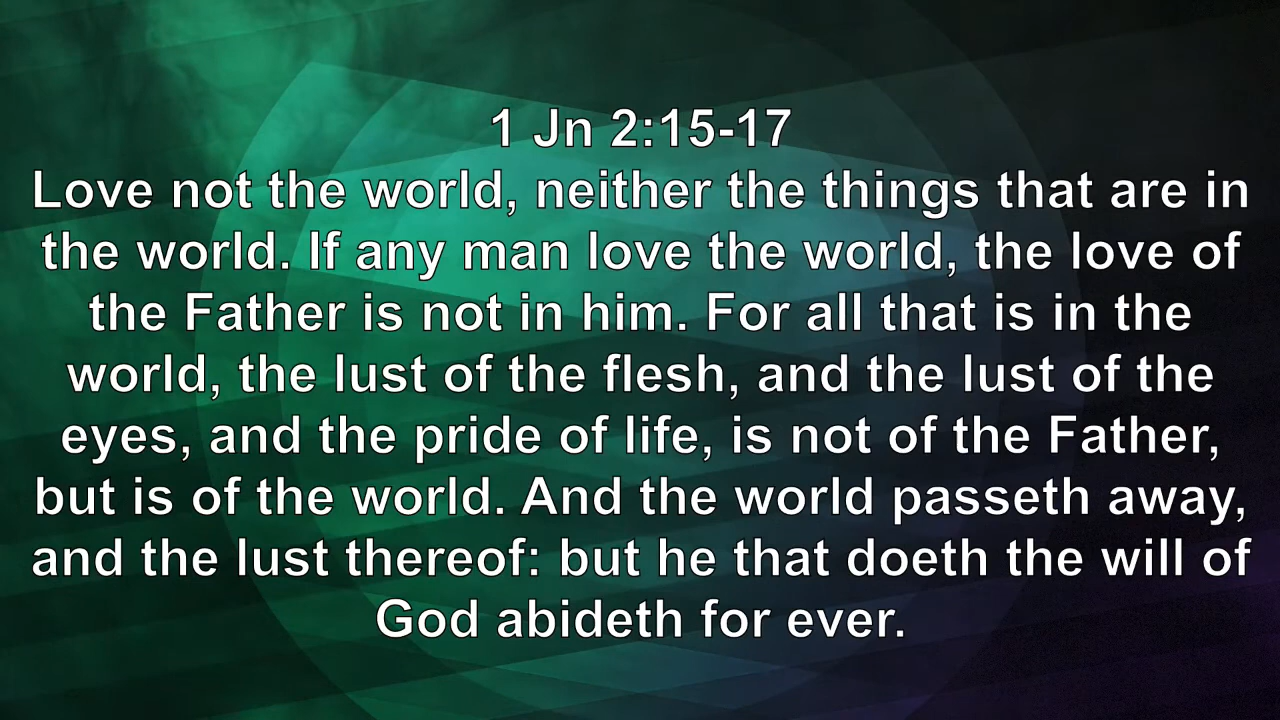 1 Jn 2:15-17
Love not the world, neither the things that are in
the world. If any man love the world, the love of
the Father is not in him. For all that is in the
world, the lust of the flesh, and the lust of the
eyes, and the pride of life, is not of the Father,
but is of the world. And the world passeth away,
and the lust thereof: but he that doeth the will of
God abideth for ever.